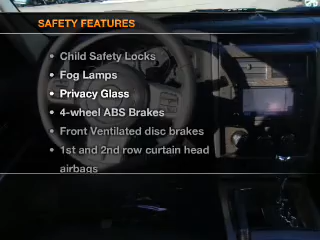 SAFETY FEATURES
• Child Safety Locks
• Fog Lamps
• Privacy Glass
• 4-wheel ABS Brakes
• Front Ventilated disc brakes
• 1st and 2nd row curtain head
airbags